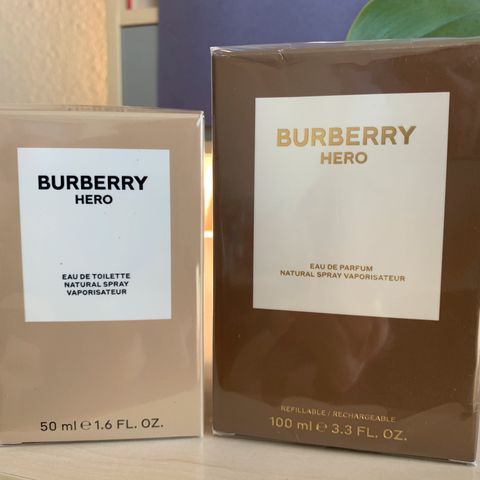 BURBERRY
HERO
EAU DE TOILETTE
NATURAL SPRAY
VAPORISATEUR
50 ml ℮ 1.6 FL. OZ.
BURBERRY
HERO
EAU DE PARFUM
NATURAL SPRAY VAPORISATEUR
REFILLABLE / RECHARGEABLE
100 ml ℮ 3.3 FL. OZ.